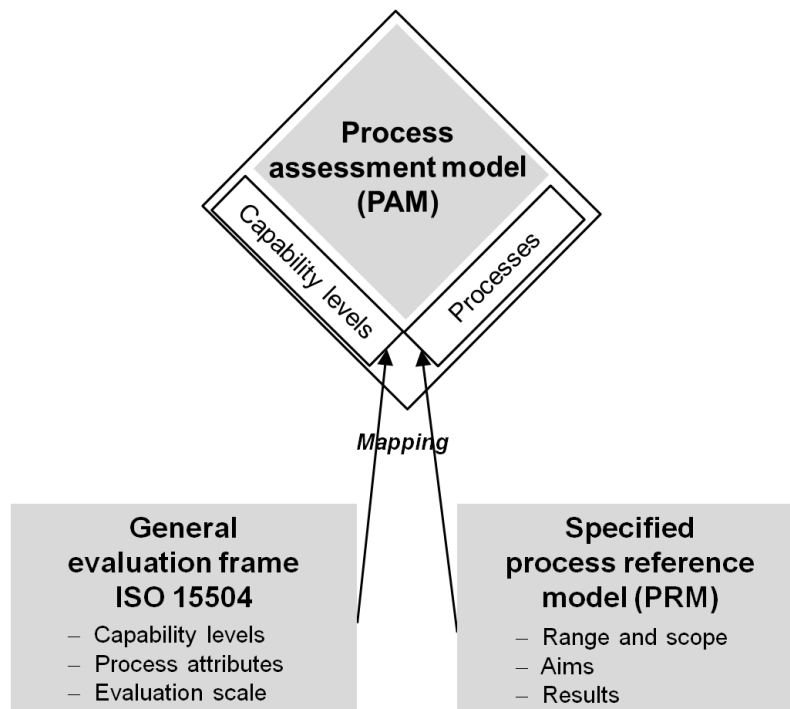 Process
assessment model
(PAM)
Capability levels
Processes
Mapping
General
evaluation frame
ISO 15504
– Capability levels
– Process attributes
– Evaluation scale
Specified
process reference
model (PRM)
– Range and scope
– Aims
– Results